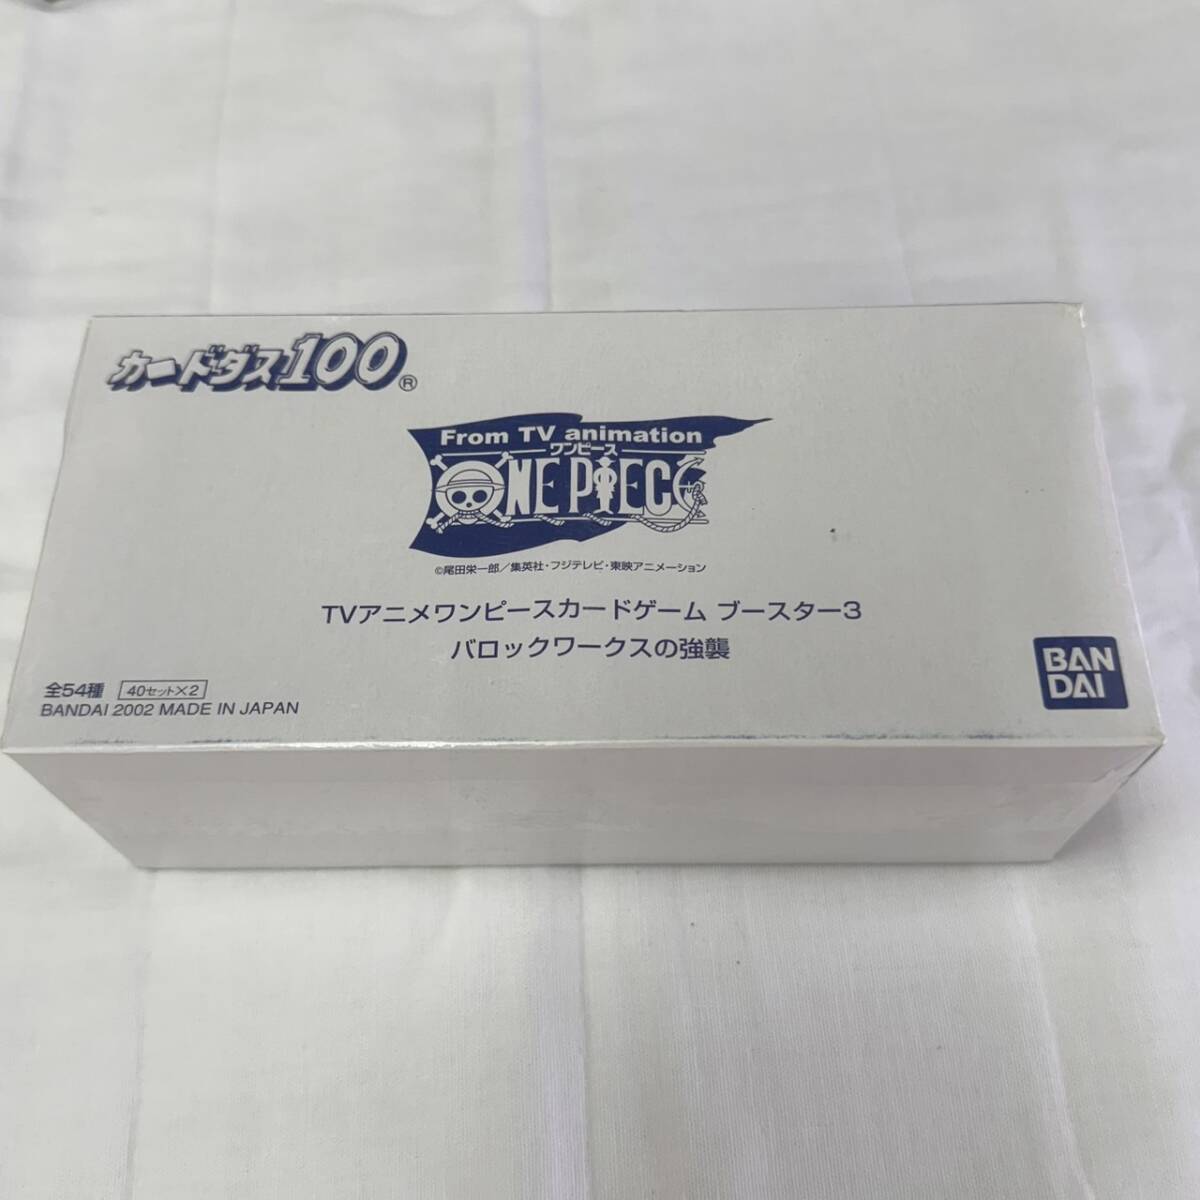 カードダス100®
From TV animation
ワンピース
ONE PIECE
©尾田栄一郎／集英社・フジテレビ・東映アニメーション
TVアニメワンピースカードゲーム ブースター3
バロックワークスの強襲
全54種 40セット×2
BANDAI 2002 MADE IN JAPAN
BAN
DAI